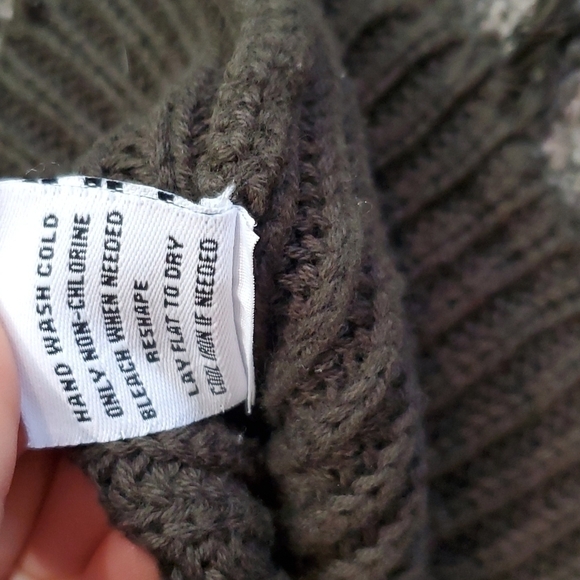 HAND WASH COLD
ONLY NON-CHLORINE
BLEACH WHEN NEEDED
RESHAPE
LAY FLAT TO DRY
COOL IRON IF NEEDED